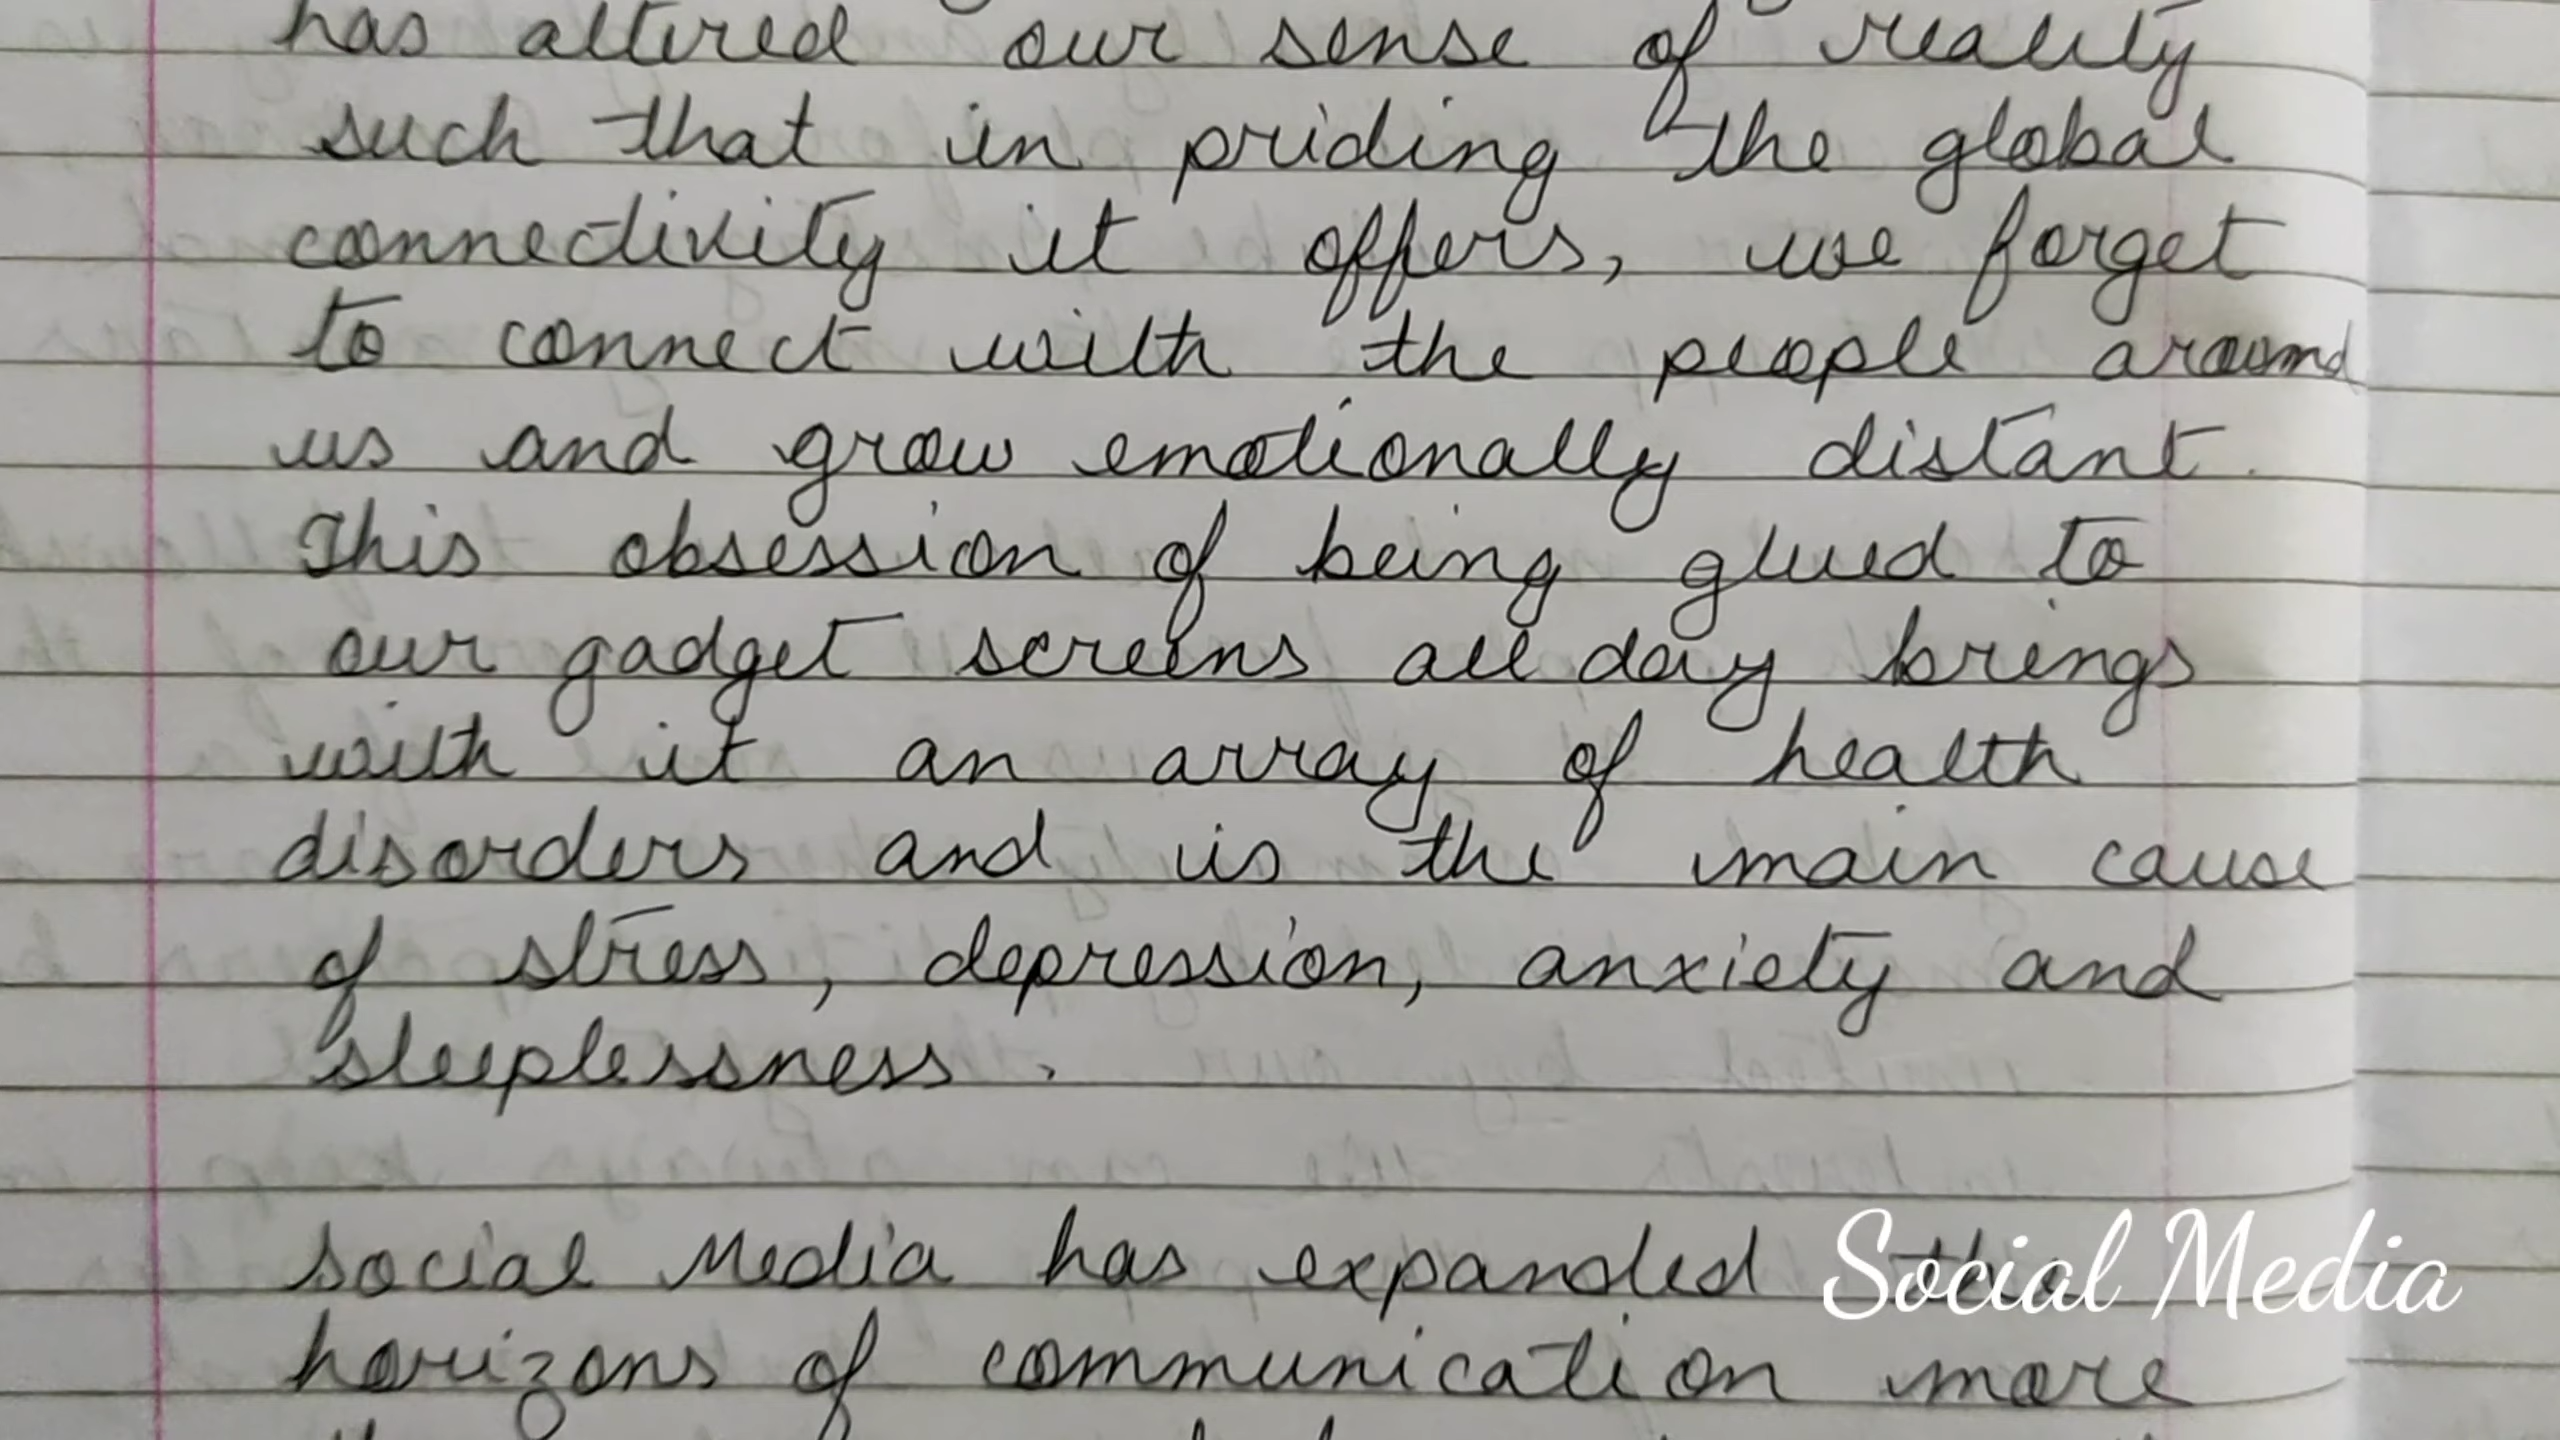 has altered our sense of reality
such that in priding the global
connectivity it offers, we forget
to connect with the people around
us and grow emotionally distant.
This obsession of being glued to
our gadget screens all day brings
with it an array of health
disorders and is the main cause
of stress, depression, anxiety and
sleeplessness.
Social Media has expanded the
Social Media
horizons of communication more